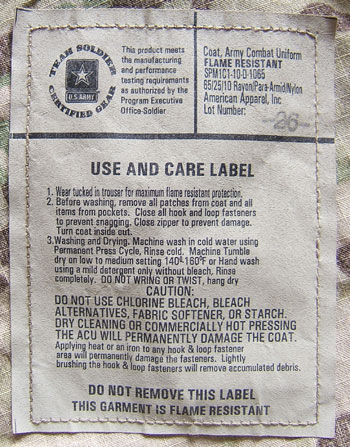 TEAM SOLDIER
U.S. ARMY
CERTIFIED GEAR
This product meets
the manufacturing
and performance
testing requirements
as authorized by the
Program Executive
Office-Soldier
Coat, Army Combat Uniform
FLAME RESISTANT
SPM1C1-10-D-1065
65/25/10 Rayon/Para-Armid/Nylon
American Apparel, Inc
Lot Number:
26
USE AND CARE LABEL
1. Wear tucked in trouser for maximum flame resistant protection.
2. Before washing, remove all patches from coat and all
items from pockets. Close all hook and loop fasteners
to prevent snagging. Close zipper to prevent damage.
Turn coat inside out.
3.Washing and Drying. Machine wash in cold water using
Permanent Press Cycle, Rinse cold. Machine Tumble
dry on low to medium setting 140º-160ºF or Hand wash
using a mild detergent only without bleach, Rinse
completely. DO NOT WRING OR TWIST, hang dry
CAUTION:
DO NOT USE CHLORINE BLEACH, BLEACH
ALTERNATIVES, FABRIC SOFTENER, OR STARCH.
DRY CLEANING OR COMMERCIALLY HOT PRESSING
THE ACU WILL PERMANENTLY DAMAGE THE COAT.
Applying heat or an iron to any hook & loop fastener
area will permanently damage the fasteners. Lightly
brushing the hook & loop fasteners will remove accumulated debris.
DO NOT REMOVE THIS LABEL
THIS GARMENT IS FLAME RESISTANT